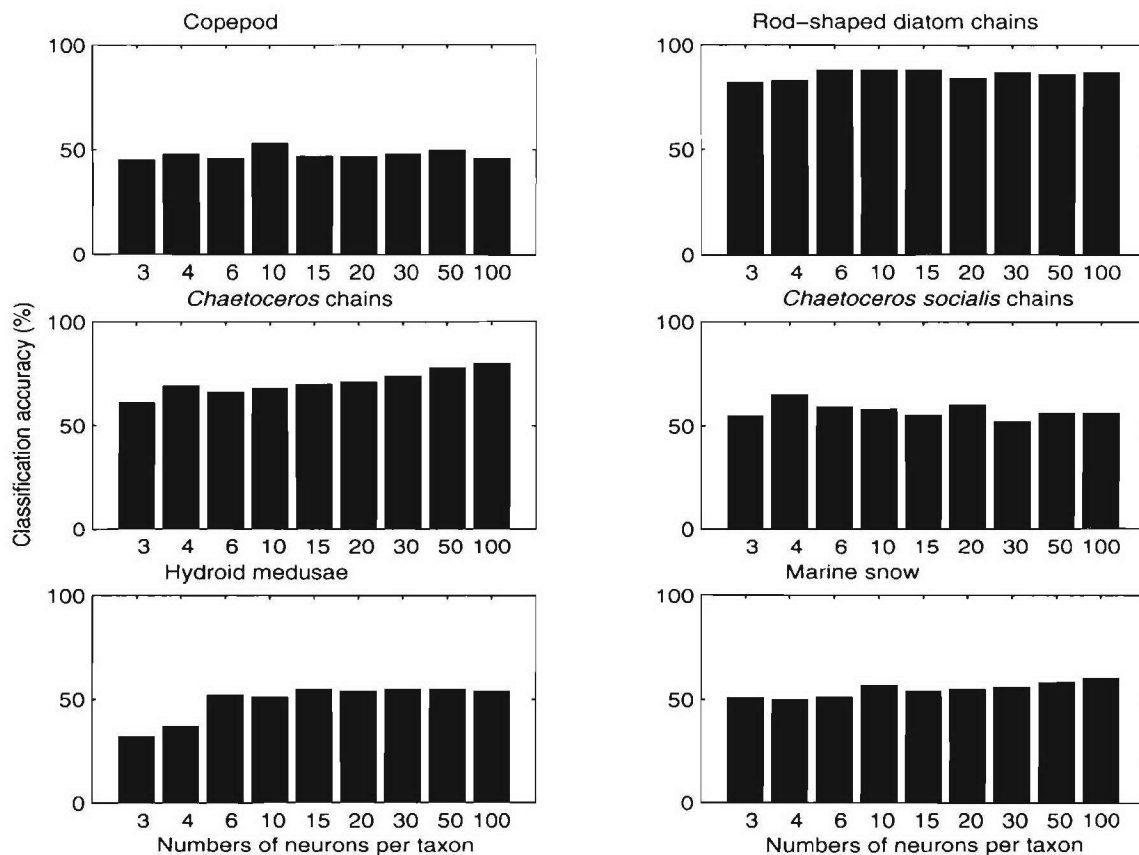 Copepod
Rod-shaped diatom chains
100
50
0
3 4 6 10 15 20 30 50 100
100
50
0
3 4 6 10 15 20 30 50 100
Chaetoceros chains
Chaetoceros socialis chains
Classification accuracy (%)
100
50
0
3 4 6 10 15 20 30 50 100
100
50
0
3 4 6 10 15 20 30 50 100
Hydroid medusae
Marine snow
100
50
0
3 4 6 10 15 20 30 50 100
Numbers of neurons per taxon
100
50
0
3 4 6 10 15 20 30 50 100
Numbers of neurons per taxon